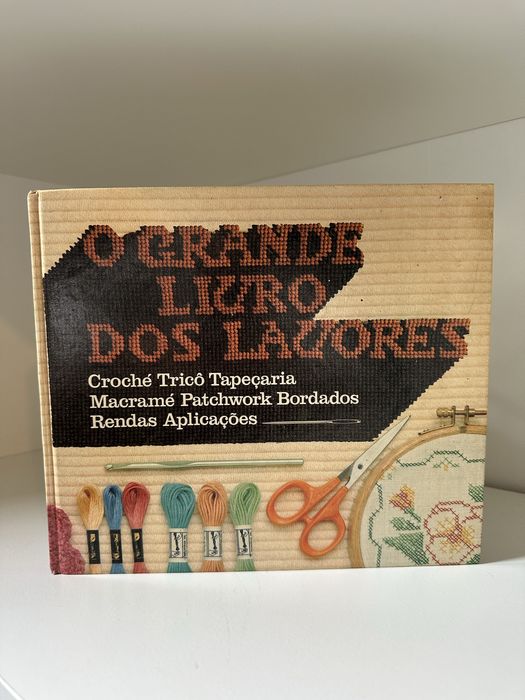 O GRANDE
LIVRO
DOS LAVORES
Croché Tricô Tapeçaria
Macramé Patchwork Bordados
Rendas Aplicações